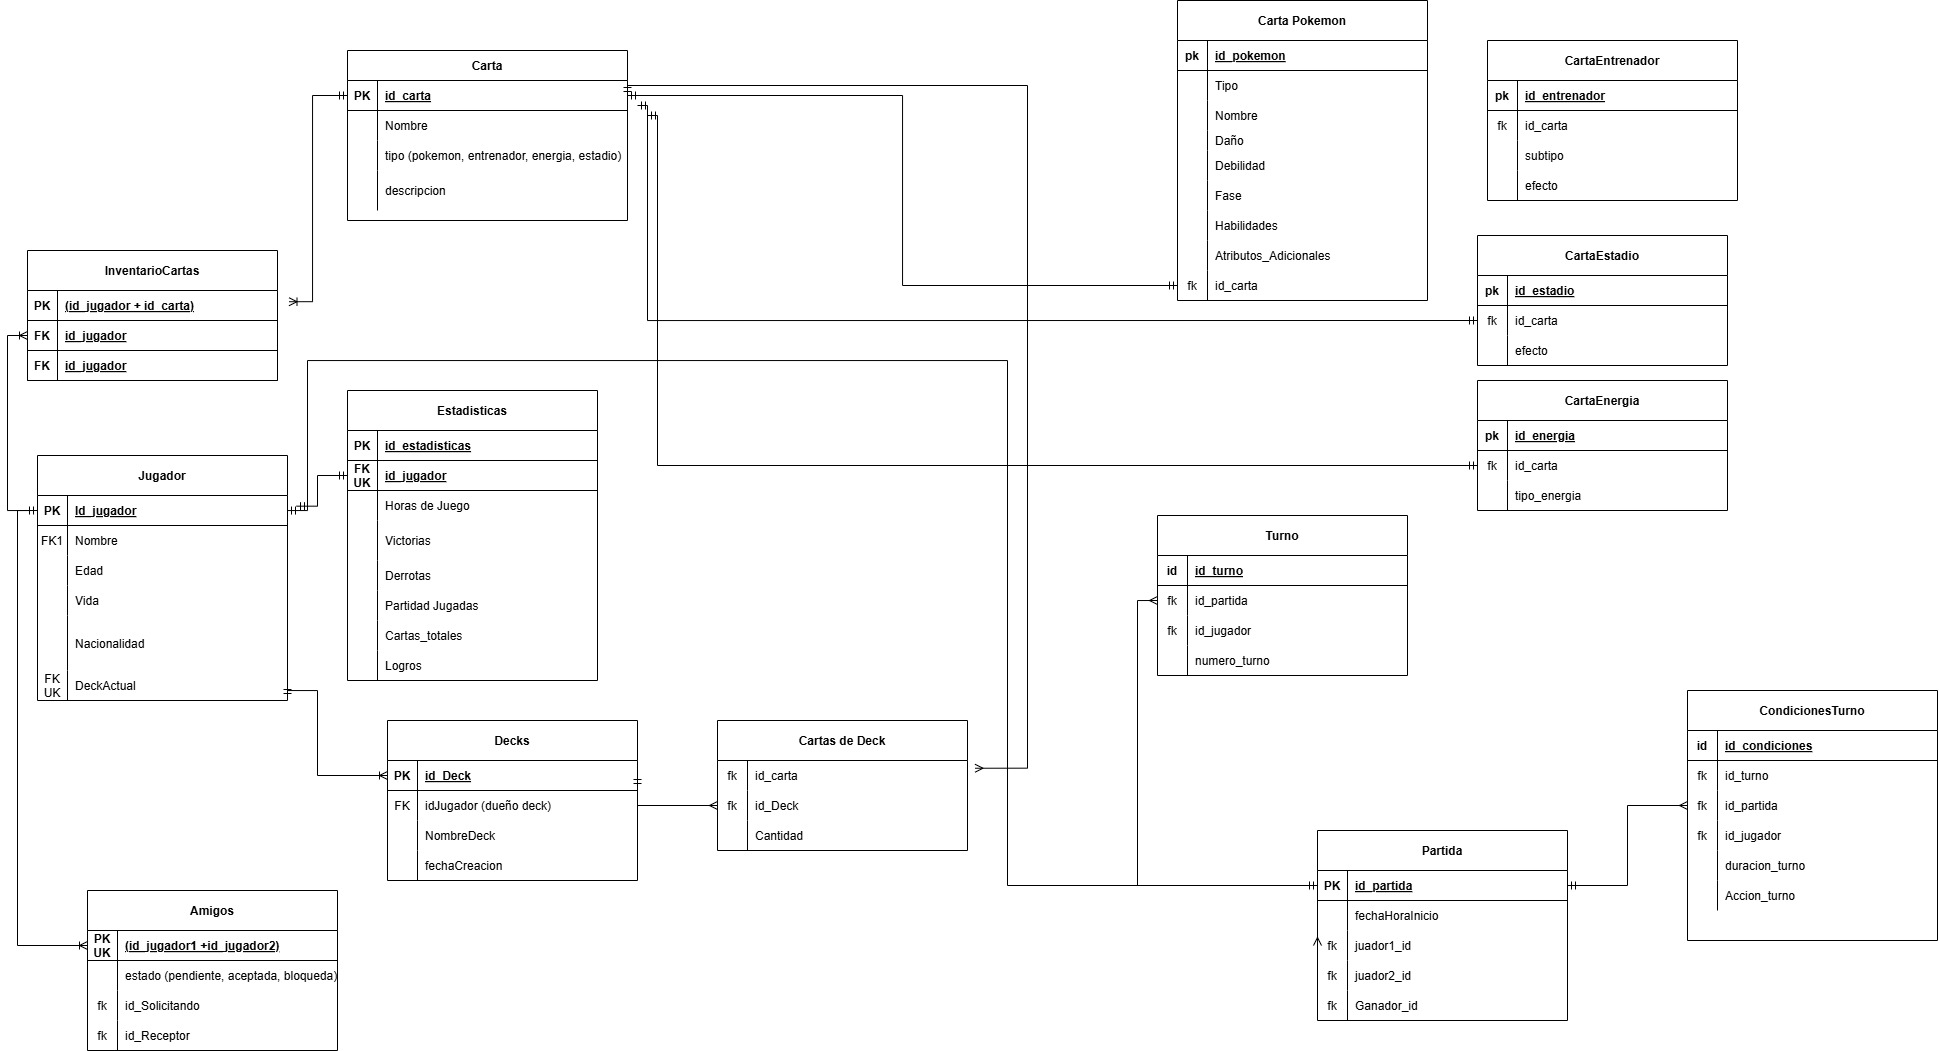 Carta Pokemon
pk id_pokemon
Tipo
Nombre
Daño
Debilidad
Fase
Habilidades
Atributos_Adicionales
fk id_carta
CartaEntrenador
pk id_entrenador
fk id_carta
subtipo
efecto
Carta
PK id_carta
Nombre
tipo (pokemon, entrenador, energia, estadio)
descripcion
CartaEstadio
pk id_estadio
fk id_carta
efecto
InventarioCartas
PK (id_jugador + id_carta)
FK id_jugador
FK id_jugador
CartaEnergia
pk id_energia
fk id_carta
tipo_energia
Estadisticas
PK id_estadisticas
FK UK id_jugador
Horas de Juego
Victorias
Derrotas
Partidad Jugadas
Cartas_totales
Logros
Jugador
PK Id_jugador
FK1 Nombre
Edad
Vida
Nacionalidad
FK UK DeckActual
Turno
id id_turno
fk id_partida
fk id_jugador
numero_turno
CondicionesTurno
id id_condiciones
fk id_turno
fk id_partida
fk id_jugador
duracion_turno
Accion_turno
Decks
PK id_Deck
FK idJugador (dueño deck)
NombreDeck
fechaCreacion
Cartas de Deck
fk id_carta
fk id_Deck
Cantidad
Partida
PK id_partida
fechaHoraInicio
fk juador1_id
fk juador2_id
fk Ganador_id
Amigos
PK UK (id_jugador1 +id_jugador2)
estado (pendiente, aceptada, bloqueda)
fk id_Solicitando
fk id_Receptor